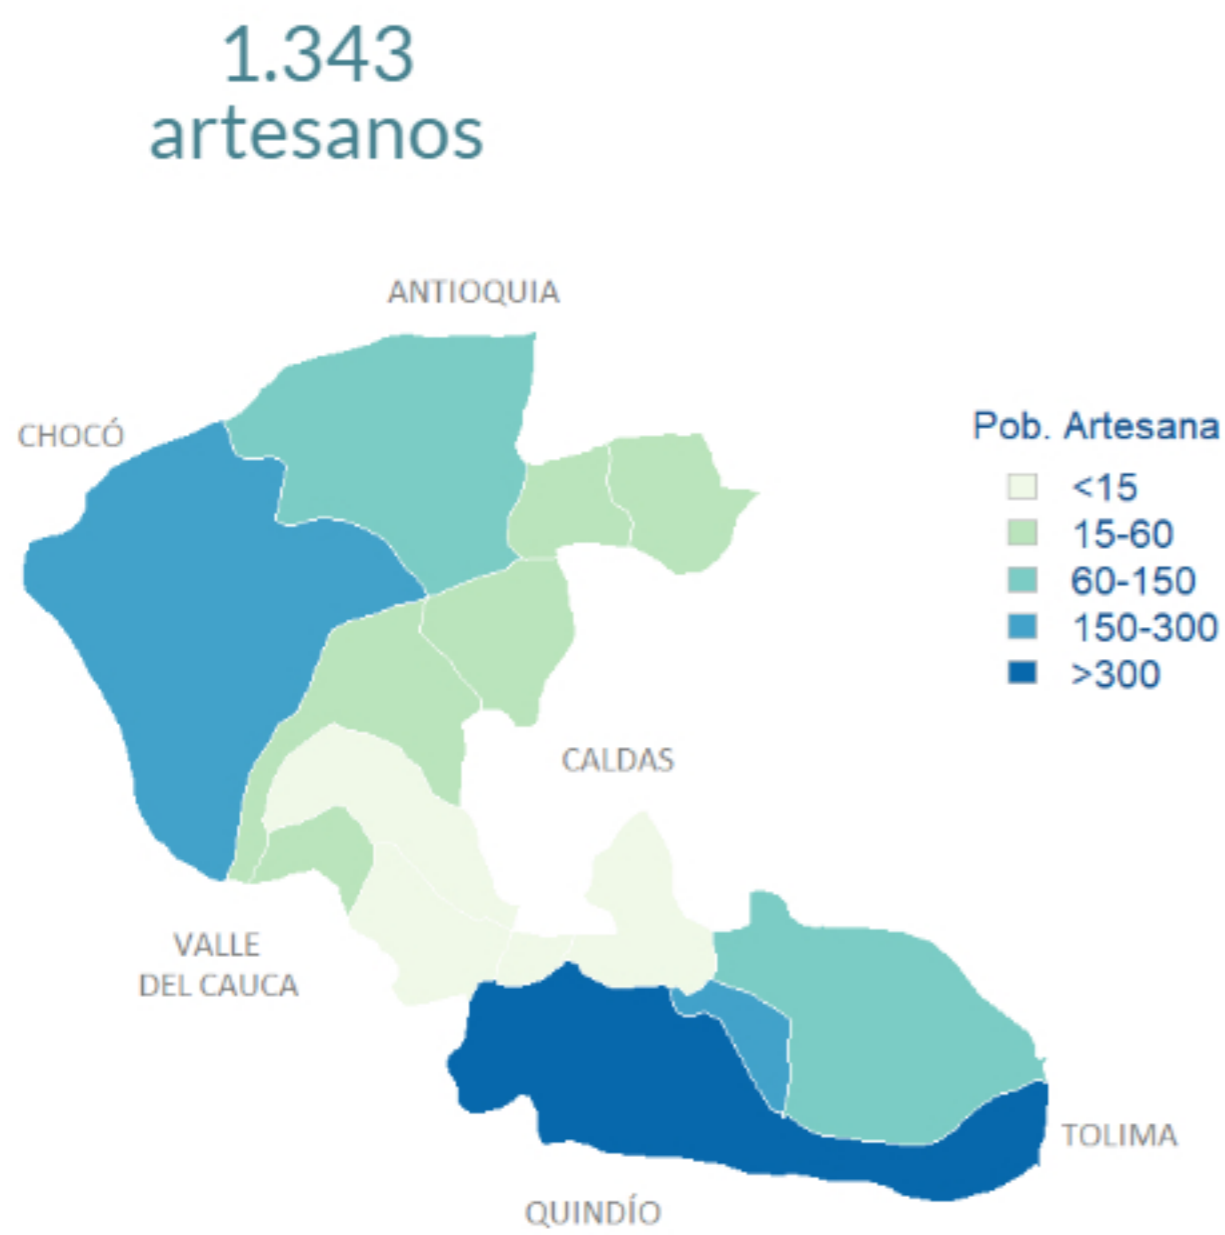 1.343
artesanos
ANTIOQUIA
CHOCÓ
Pob. Artesana
<15
15-60
60-150
150-300
>300
CALDAS
VALLE
DEL CAUCA
TOLIMA
QUINDÍO